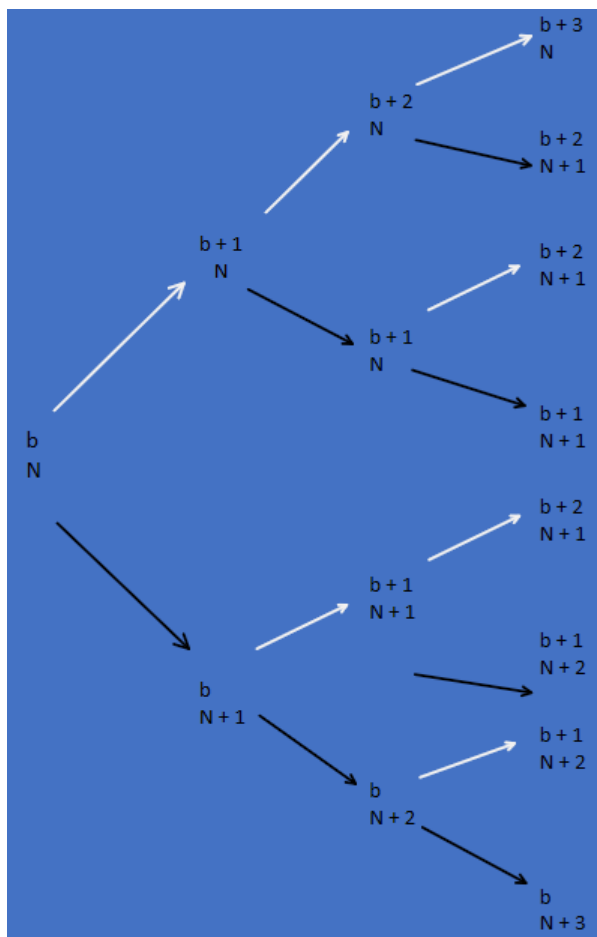 b + 3
N
b + 2
N
b + 2
N + 1
b + 1
N
b + 2
N + 1
b + 1
N
b + 1
N + 1
b
N
b + 2
N + 1
b + 1
N + 1
b + 1
N + 2
b
N + 1
b + 1
N + 2
b
N + 2
b
N + 3